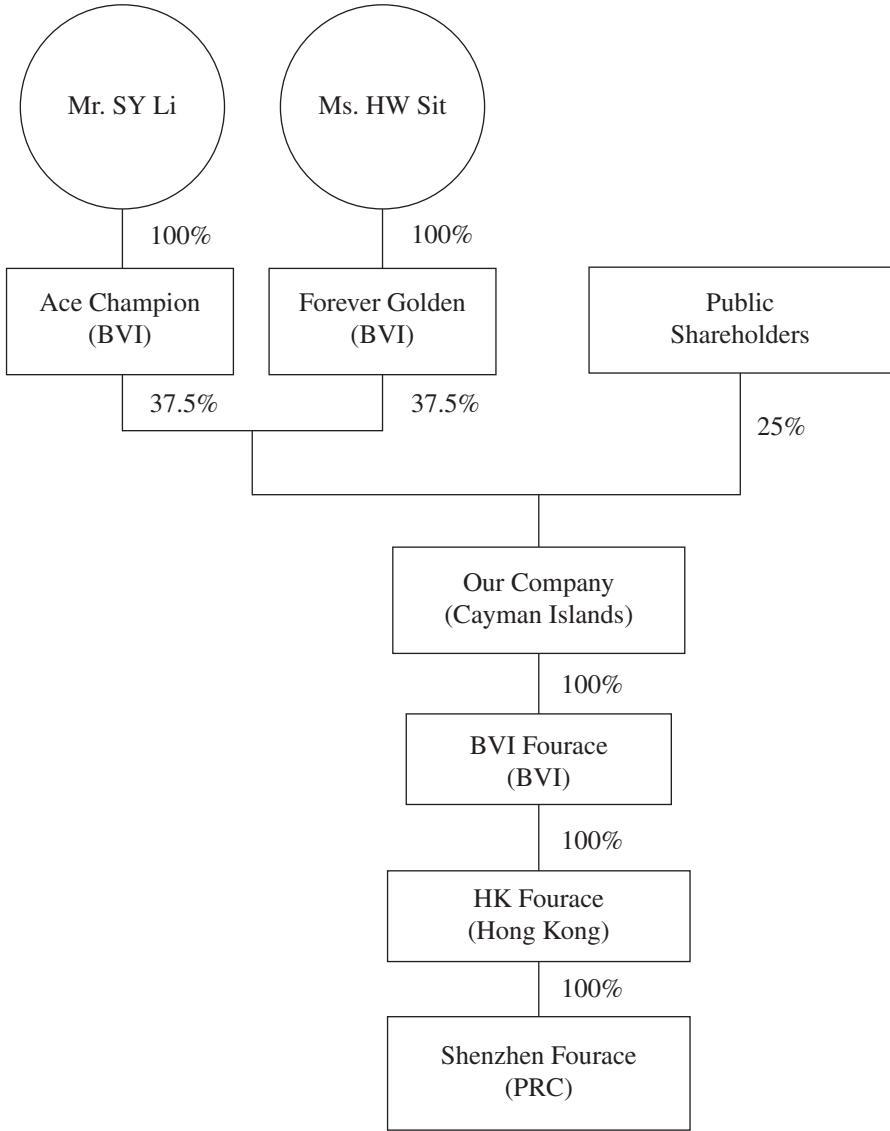 Mr. SY Li
Ms. HW Sit
100%
100%
Ace Champion
(BVI)
Forever Golden
(BVI)
Public
Shareholders
37.5%
37.5%
25%
Our Company
(Cayman Islands)
100%
BVI Fourace
(BVI)
100%
HK Fourace
(Hong Kong)
100%
Shenzhen Fourace
(PRC)